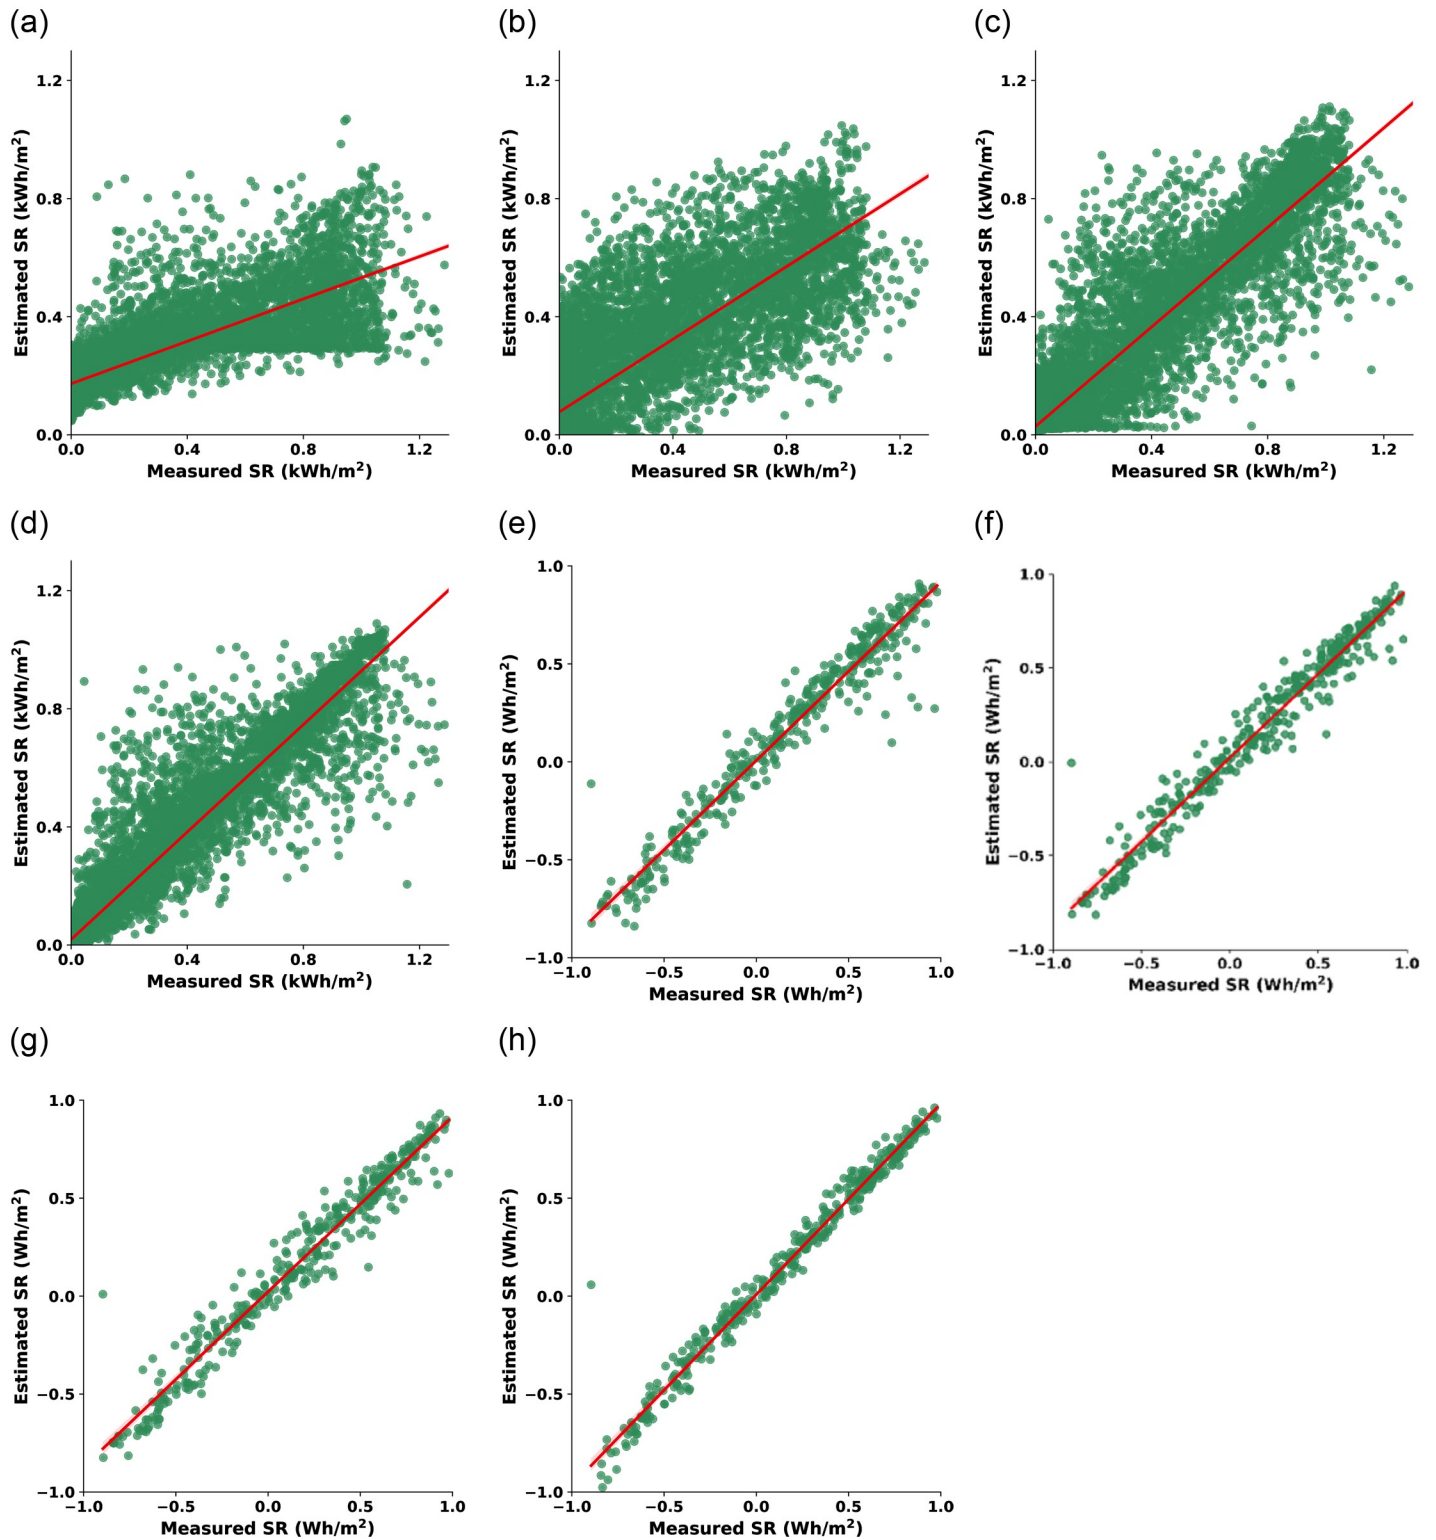 (a)
(b)
(c)
1.2
0.8
0.4
0.0
0.0 0.4 0.8 1.2
Estimated SR (kWh/m²)
Measured SR (kWh/m²)
1.2
0.8
0.4
0.0
0.0 0.4 0.8 1.2
Estimated SR (kWh/m²)
Measured SR (kWh/m²)
1.2
0.8
0.4
0.0
0.0 0.4 0.8 1.2
Estimated SR (kWh/m²)
Measured SR (kWh/m²)
(d)
(e)
(f)
1.2
0.8
0.4
0.0
0.0 0.4 0.8 1.2
Estimated SR (kWh/m²)
Measured SR (kWh/m²)
1.0
0.5
0.0
−0.5
−1.0
−1.0 −0.5 0.0 0.5 1.0
Estimated SR (Wh/m²)
Measured SR (Wh/m²)
1.0
0.5
0.0
−0.5
−1.0
−1.0 −0.5 0.0 0.5 1.0
Estimated SR (Wh/m²)
Measured SR (Wh/m²)
(g)
(h)
1.0
0.5
0.0
−0.5
−1.0
−1.0 −0.5 0.0 0.5 1.0
Estimated SR (Wh/m²)
Measured SR (Wh/m²)
1.0
0.5
0.0
−0.5
−1.0
−1.0 −0.5 0.0 0.5 1.0
Estimated SR (Wh/m²)
Measured SR (Wh/m²)